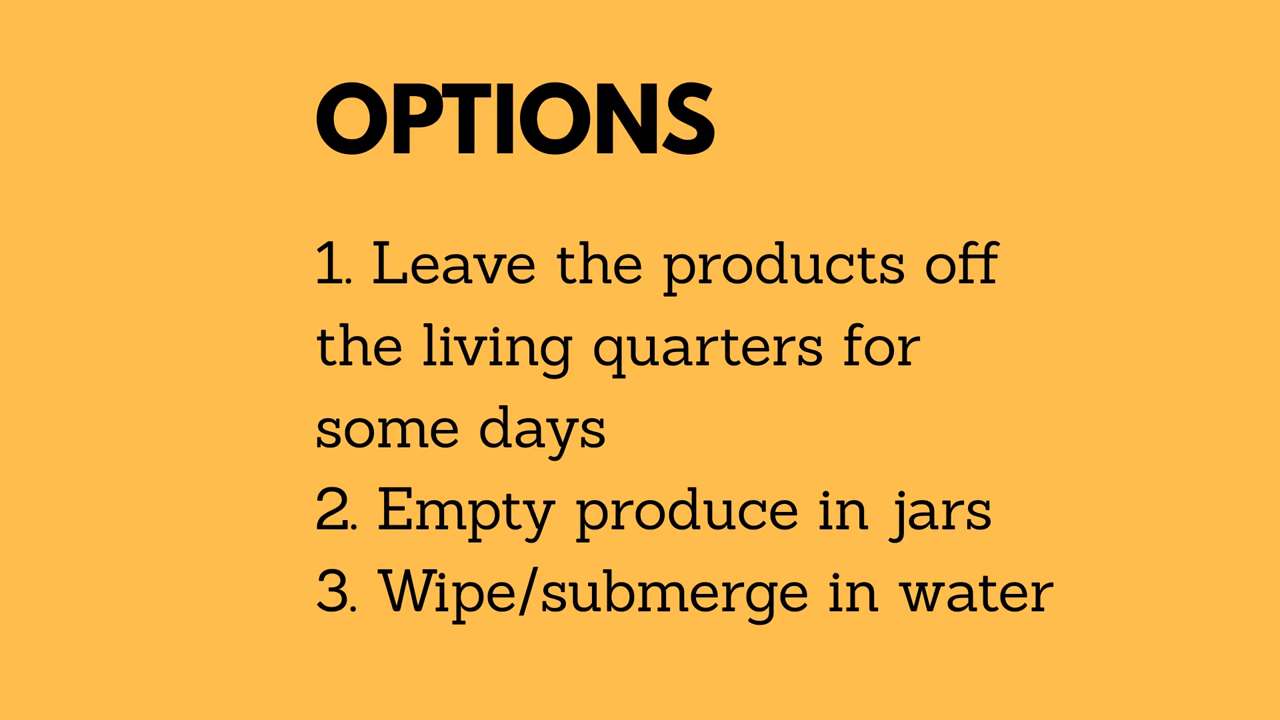 OPTIONS
1. Leave the products off
the living quarters for
some days
2. Empty produce in jars
3. Wipe/submerge in water